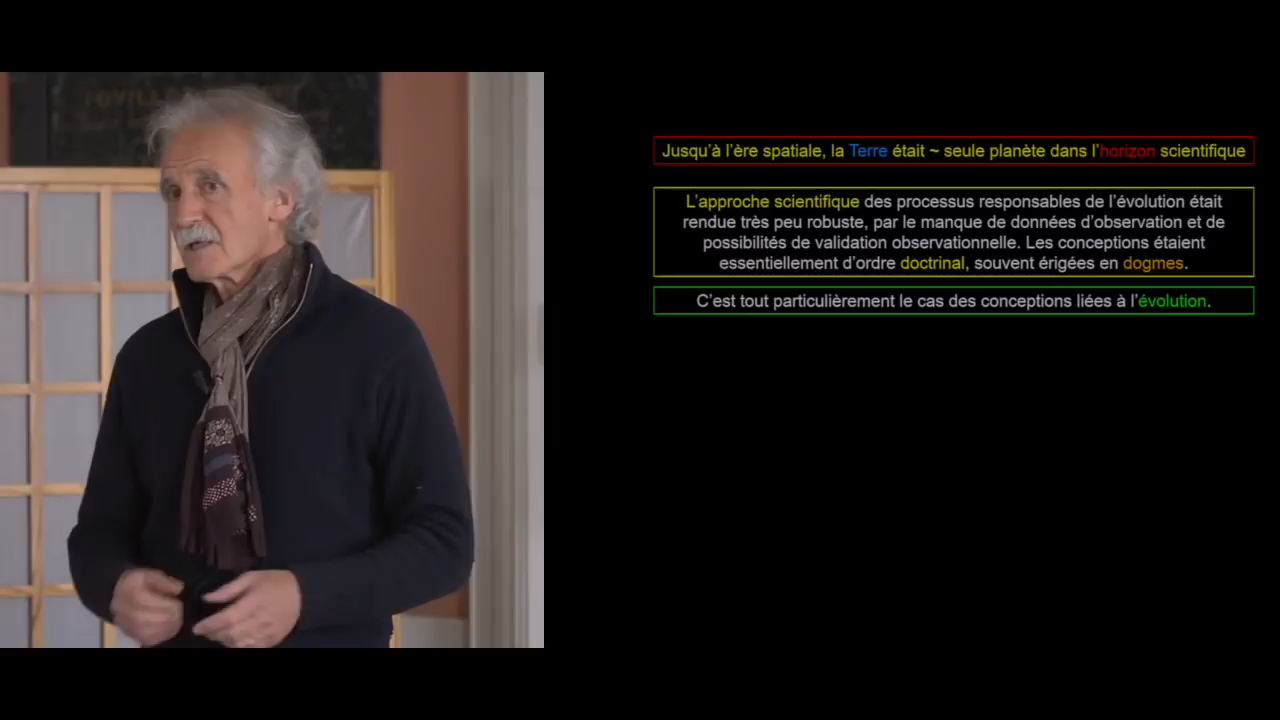 Jusqu’à l’ère spatiale, la Terre était ~ seule planète dans l’horizon scientifique
L’approche scientifique des processus responsables de l’évolution était
rendue très peu robuste, par le manque de données d’observation et de
possibilités de validation observationnelle. Les conceptions étaient
essentiellement d’ordre doctrinal, souvent érigées en dogmes.
C’est tout particulièrement le cas des conceptions liées à l’évolution.